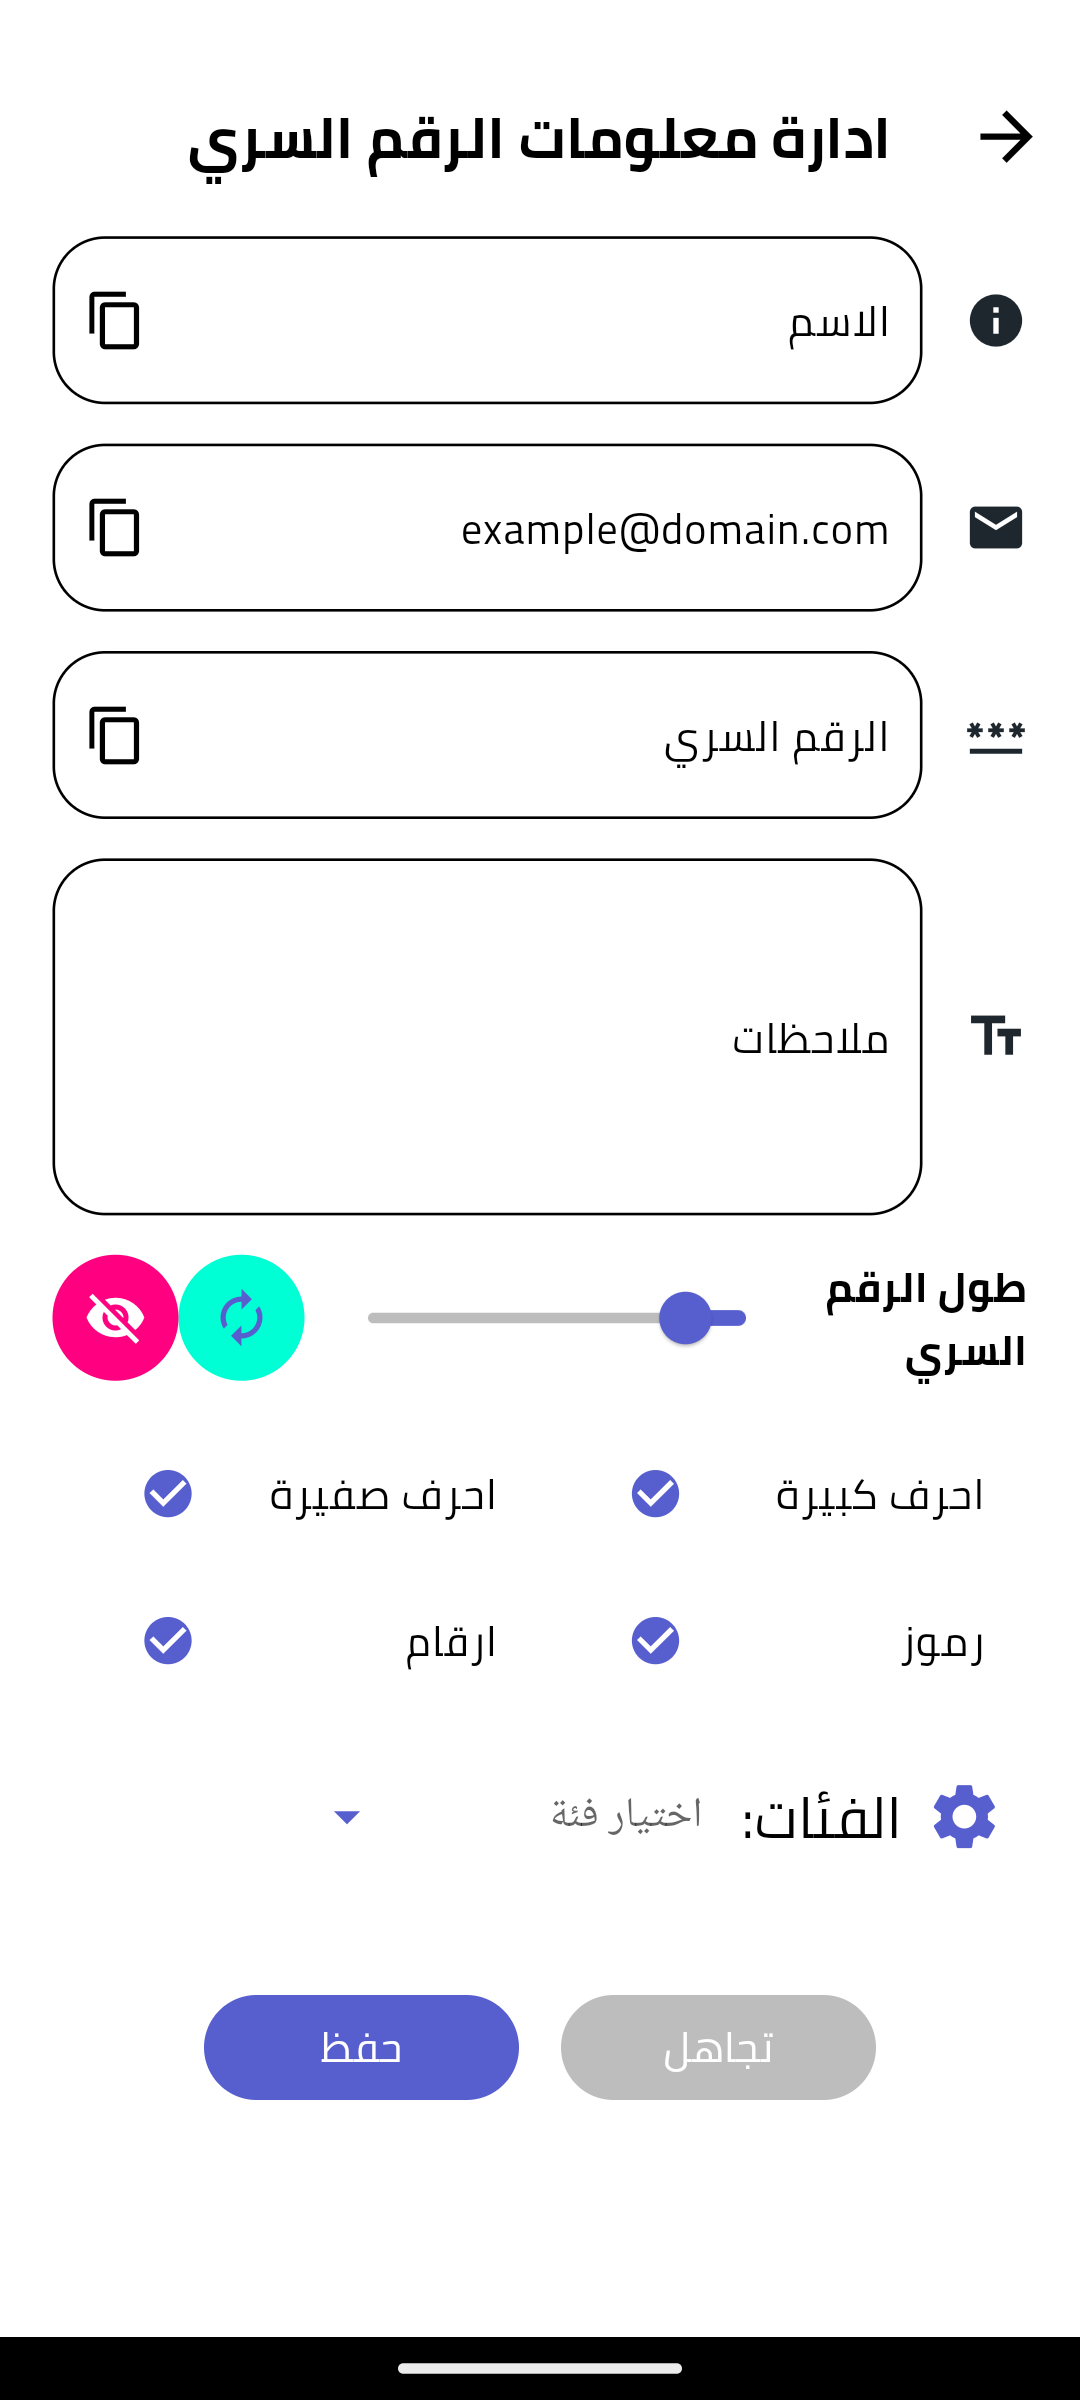 ادارة معلومات الرقم السري
الاسم
example@domain.com
الرقم السري
ملاحظات
طول الرقم
السري
احرف كبيرة
احرف صفيرة
رموز
ارقام
الفئات:
اختيار فئة
تجاهل
حفظ